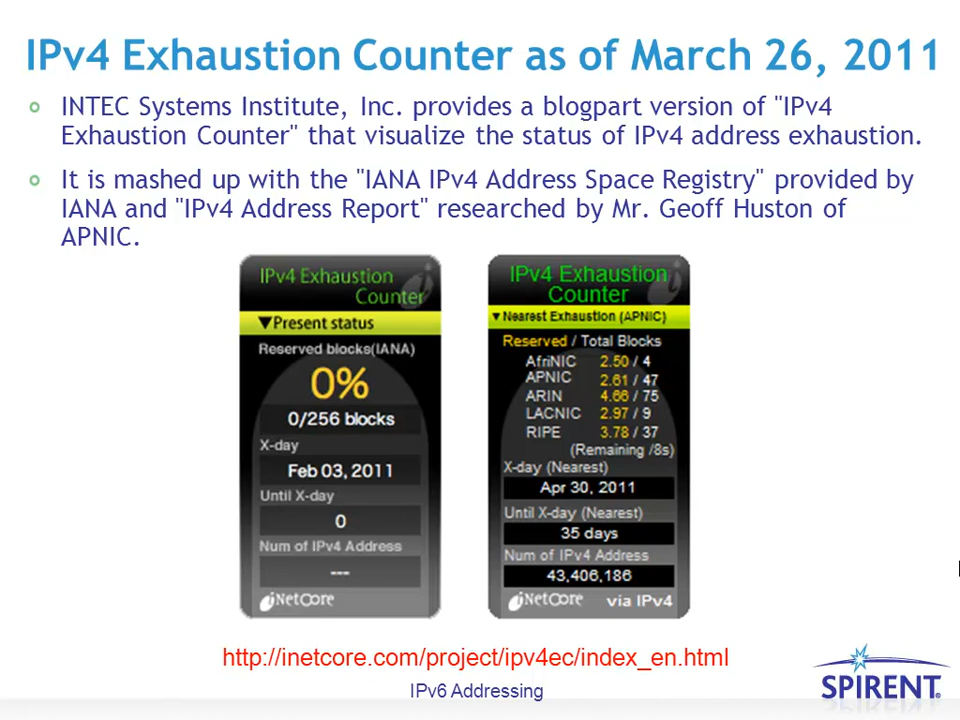 IPv4 Exhaustion Counter as of March 26, 2011
INTEC Systems Institute, Inc. provides a blogpart version of "IPv4
Exhaustion Counter" that visualize the status of IPv4 address exhaustion.
It is mashed up with the "IANA IPv4 Address Space Registry" provided by
IANA and "IPv4 Address Report" researched by Mr. Geoff Huston of
APNIC.
IPv4 Exhaustion
Counter
▼Present status
Reserved blocks(IANA)
0%
0/256 blocks
X-day
Feb 03, 2011
Until X-day
0
Num of IPv4 Address
---
iNetCore
IPv4 Exhaustion
Counter
▼Nearest Exhaustion (APNIC)
Reserved / Total Blocks
AfriNIC 2.50 / 4
APNIC 2.61 / 47
ARIN 4.66 / 75
LACNIC 2.97 / 9
RIPE 3.78 / 37
(Remaining /8s)
X-day (Nearest)
Apr 30, 2011
Until X-day (Nearest)
35 days
Num of IPv4 Address
43,406,186
iNetCore via IPv4
http://inetcore.com/project/ipv4ec/index_en.html
IPv6 Addressing
SPIRENT®